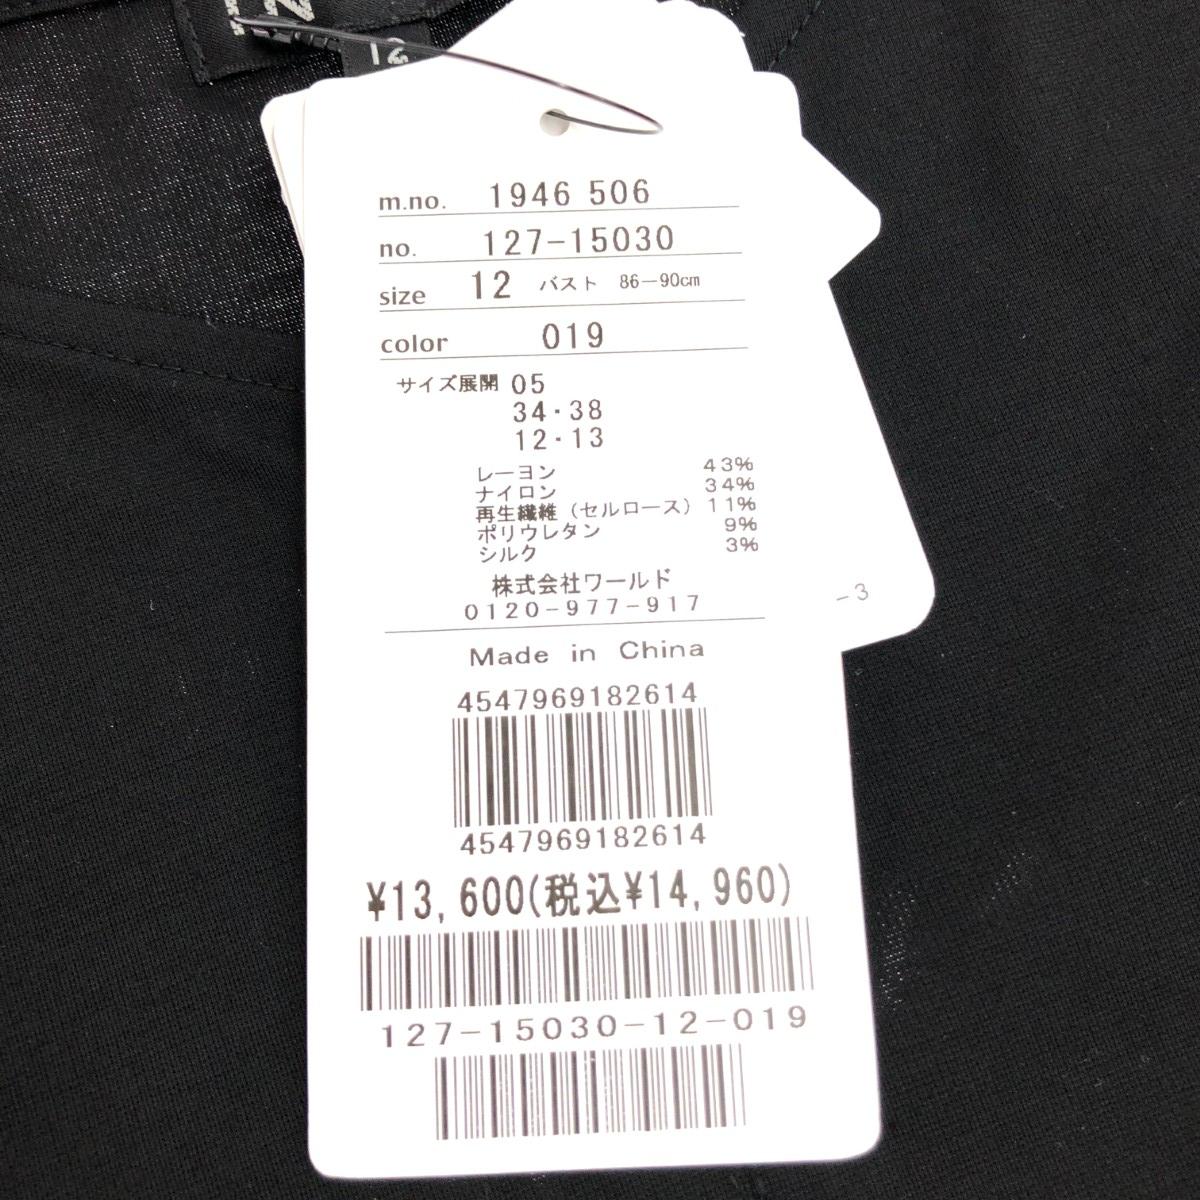 12
m.no. 1946 506
no. 127-15030
size 12 バスト 86-90cm
color 019
サイズ展開 05
34・38
12・13
レーヨン 43%
ナイロン 34%
再生繊維(セルロース) 11%
ポリウレタン 9%
シルク 3%
株式会社ワールド
0120-977-917
-3
Made in China
4547969182614
4547969182614
¥13,600(税込¥14,960)
127-15030-12-019